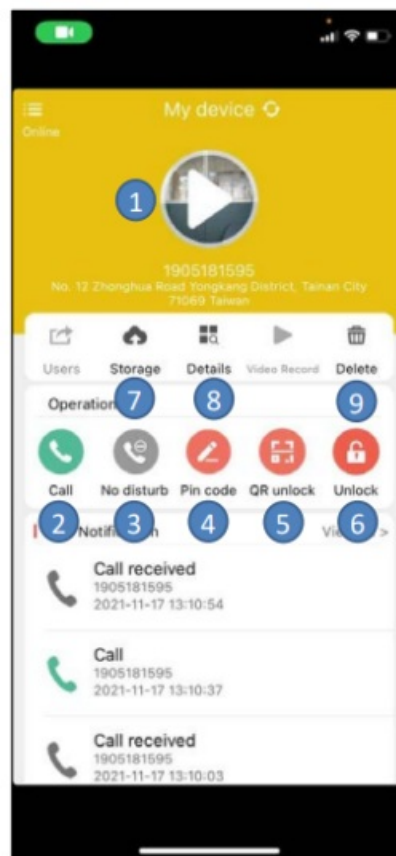 My device
Online
1
1905181595
No. 12 Zhonghua Road Yongkang District, Tainan City
71069 Taiwan
Users Storage Details Video Record Delete
7 8 9
Operation
Call No disturb Pin code QR unlock Unlock
2 3 4 5 6
Call received
1905181595
2021-11-17 13:10:54
Call
1905181595
2021-11-17 13:10:37
Call received
1905181595
2021-11-17 13:10:03